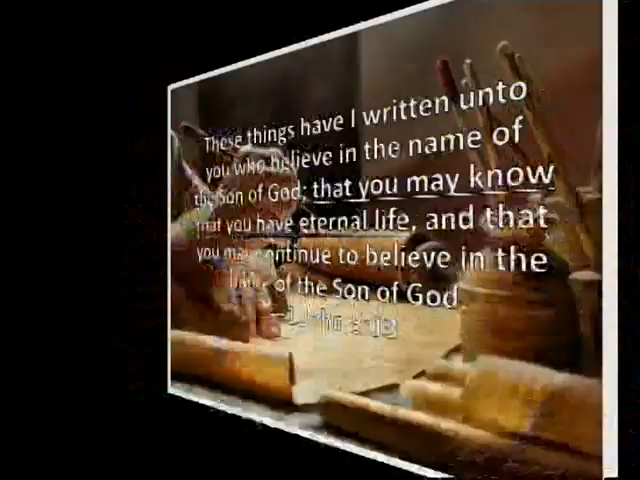 These things have I written unto
you who believe in the name of
the Son of God; that you may know
that you have eternal life, and that
you may continue to believe in the
of the Son of God